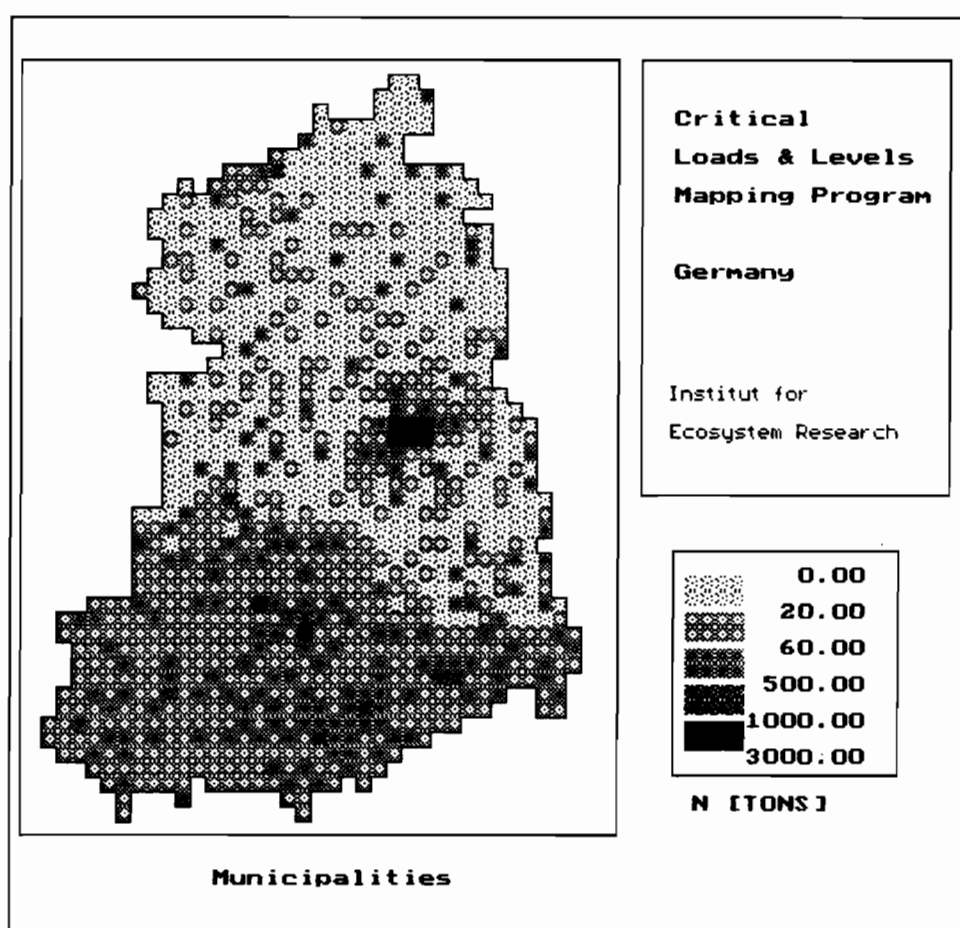 Critical
Loads & Levels
Mapping Program
Germany
Institut for
Ecosystem Research
0.00
20.00
60.00
500.00
1000.00
3000.00
N [TONS]
Municipalities